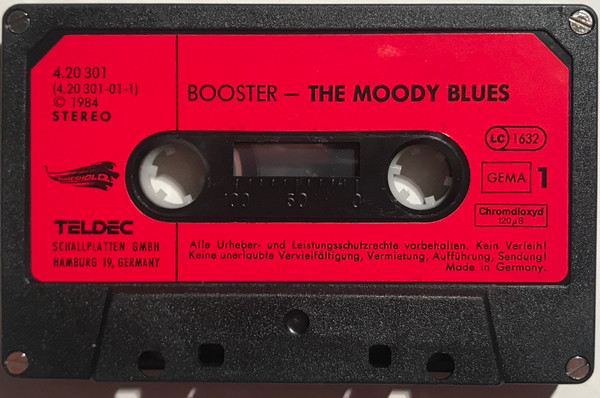 4.20 301
(4.20 301-01-1)
© 1984
STEREO
BOOSTER – THE MOODY BLUES
LC 1632
THRESHOLD
GEMA 1
100 50 0
Chromdioxyd
120µS
TELDEC
SCHALLPLATTEN GMBH
HAMBURG 19, GERMANY
Alle Urheber- und Leistungsschutzrechte vorbehalten. Kein Verleih!
Keine unerlaubte Vervielfältigung, Vermietung, Aufführung, Sendung!
Made in Germany.